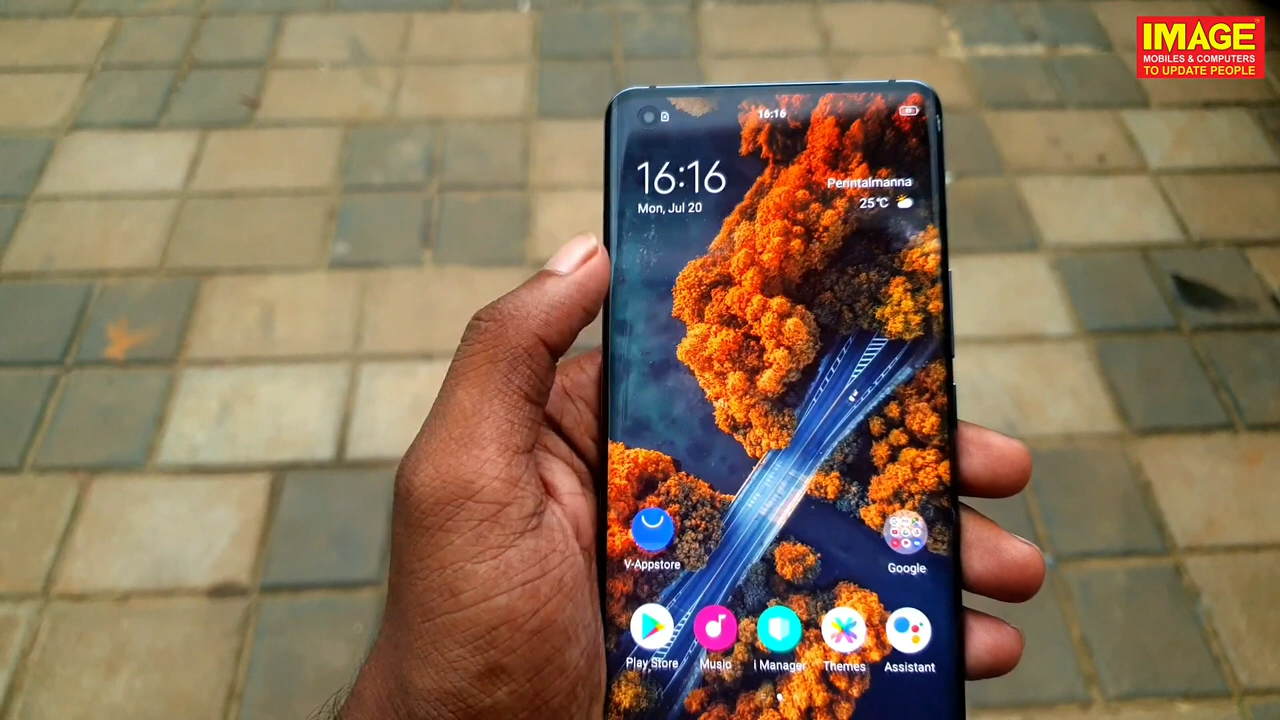 IMAGE
MOBILES & COMPUTERS
TO UPDATE PEOPLE
16:16
16:16
Mon, Jul 20
Perintalmanna
25°C
V-Appstore
Google
Play Store
Music
i Manager
Themes
Assistant